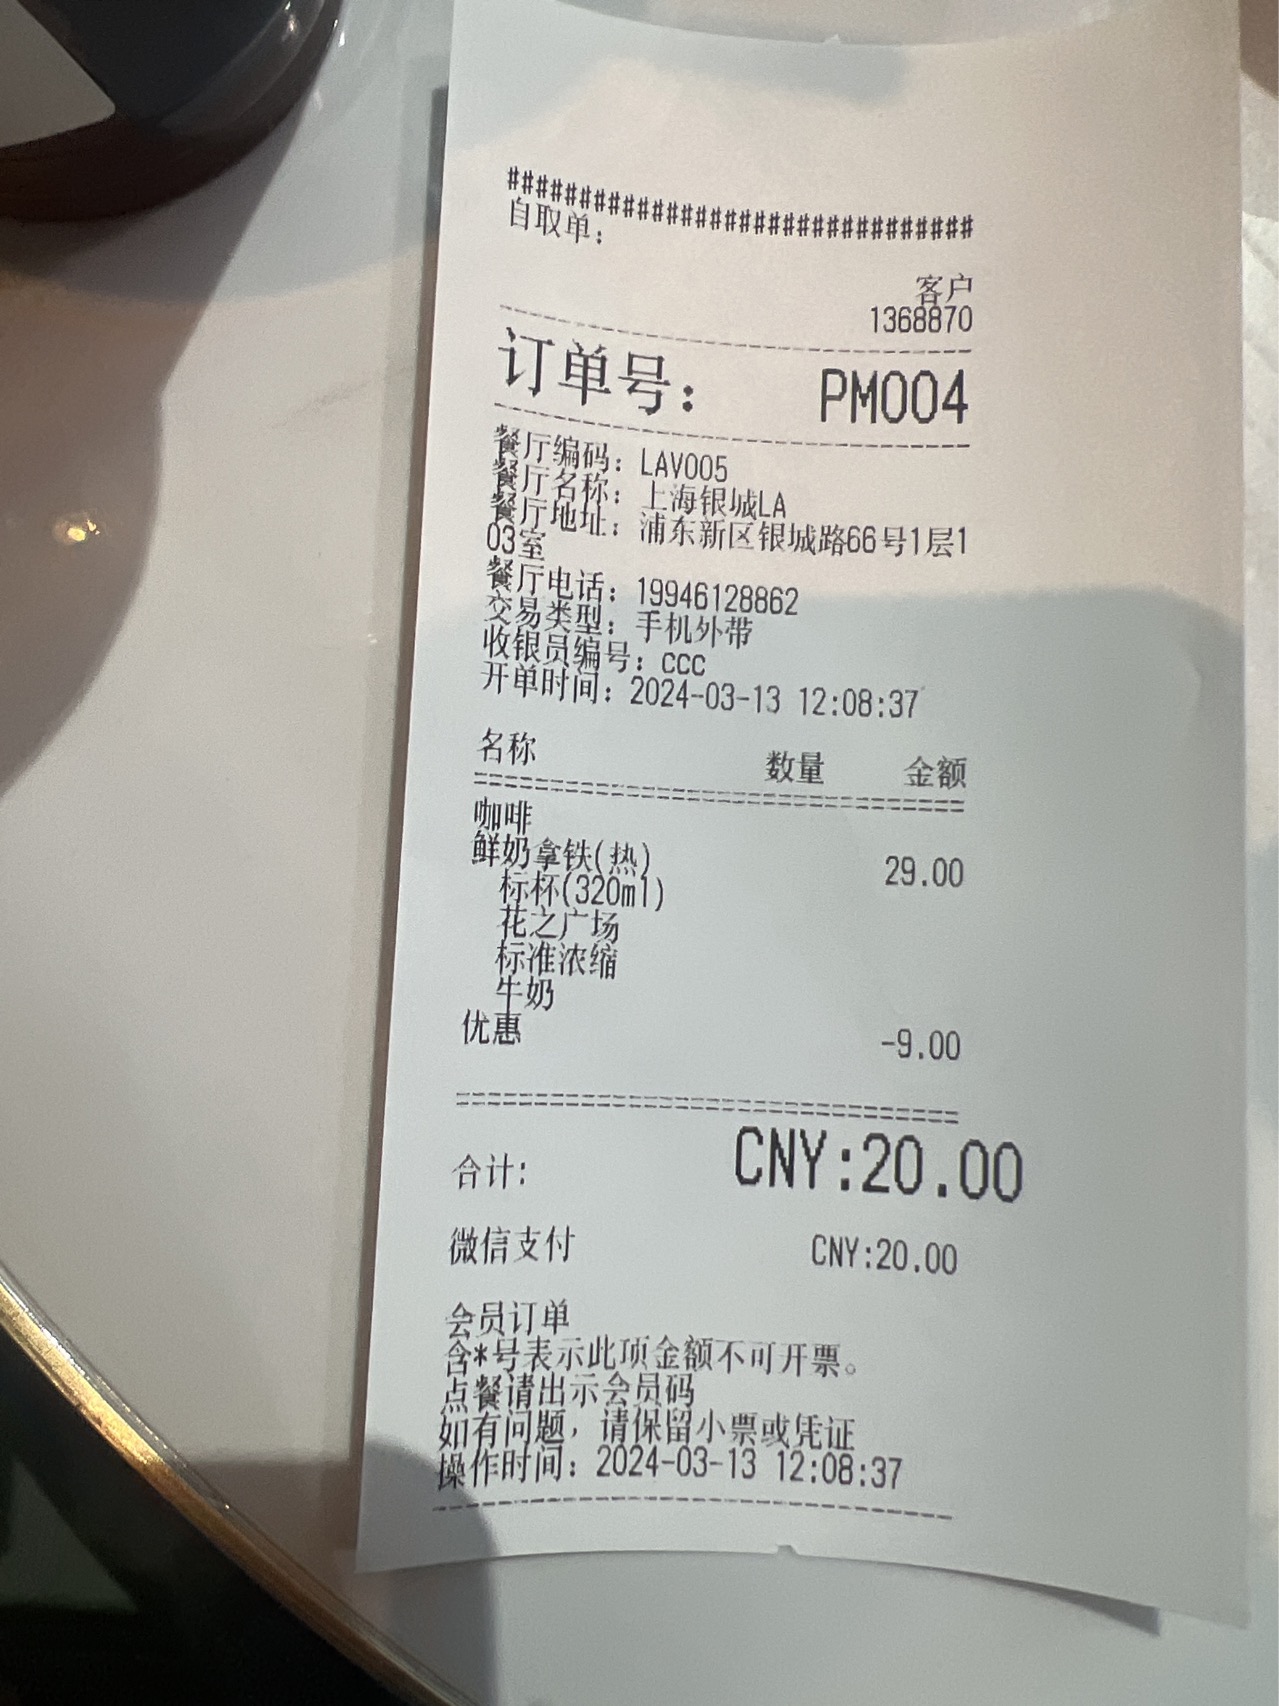 ################################
自取单:
客户
1368870
订单号: PM004
餐厅编码: LAV005
餐厅名称: 上海银城LA
餐厅地址: 浦东新区银城路66号1层1
03室
餐厅电话: 19946128862
交易类型: 手机外带
收银员编号: CCC
开单时间: 2024-03-13 12:08:37
名称 数量 金额
咖啡
鲜奶拿铁(热) 29.00
标杯(320ml)
花之广场
标准浓缩
牛奶
优惠 -9.00
合计: CNY:20.00
微信支付 CNY:20.00
会员订单
含*号表示此项金额不可开票。
点餐请出示会员码
如有问题, 请保留小票或凭证
操作时间: 2024-03-13 12:08:37